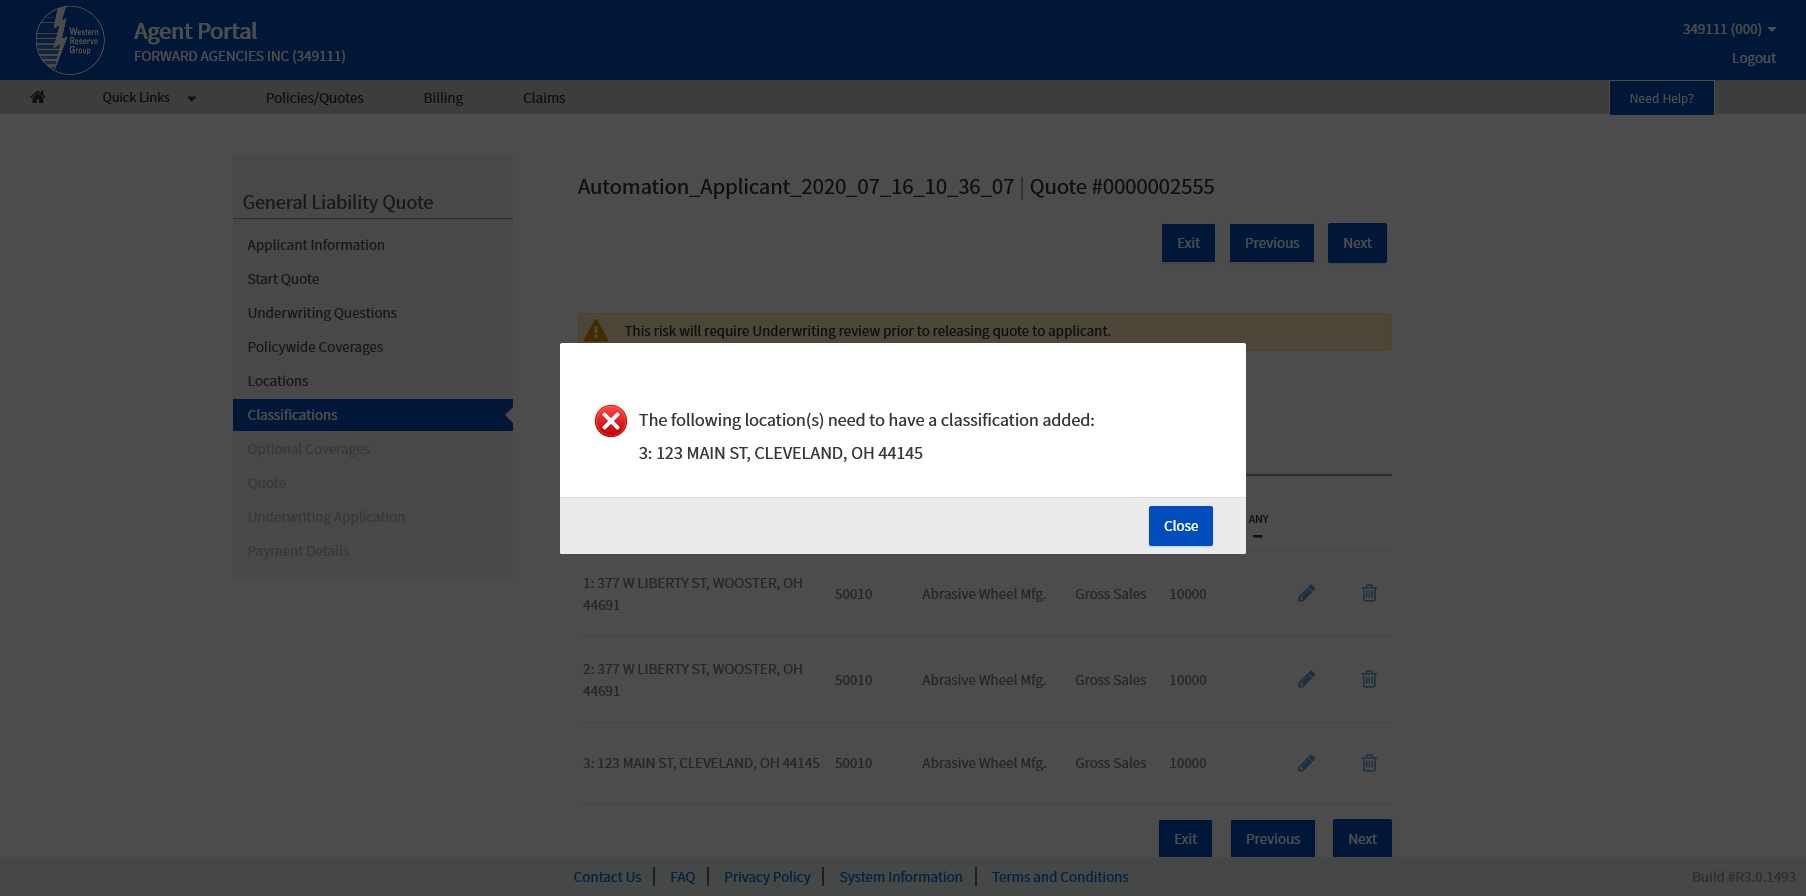 Western
Reserve
Group
Agent Portal
FORWARD AGENCIES INC (349111)
349111 (000)
Logout
Quick Links
Policies/Quotes
Billing
Claims
Need Help?
General Liability Quote
Applicant Information
Start Quote
Underwriting Questions
Policywide Coverages
Locations
Classifications
Optional Coverages
Quote
Underwriting Application
Payment Details
Automation_Applicant_2020_07_16_10_36_07 | Quote #0000002555
Exit Previous Next
This risk will require Underwriting review prior to releasing quote to applicant.
The following location(s) need to have a classification added:
3: 123 MAIN ST, CLEVELAND, OH 44145
Close
ANY
1: 377 W LIBERTY ST, WOOSTER, OH
44691
50010 Abrasive Wheel Mfg. Gross Sales 10000
2: 377 W LIBERTY ST, WOOSTER, OH
44691
50010 Abrasive Wheel Mfg. Gross Sales 10000
3: 123 MAIN ST, CLEVELAND, OH 44145 50010 Abrasive Wheel Mfg. Gross Sales 10000
Exit Previous Next
Contact Us | FAQ | Privacy Policy | System Information | Terms and Conditions
Build #R3.0.1493